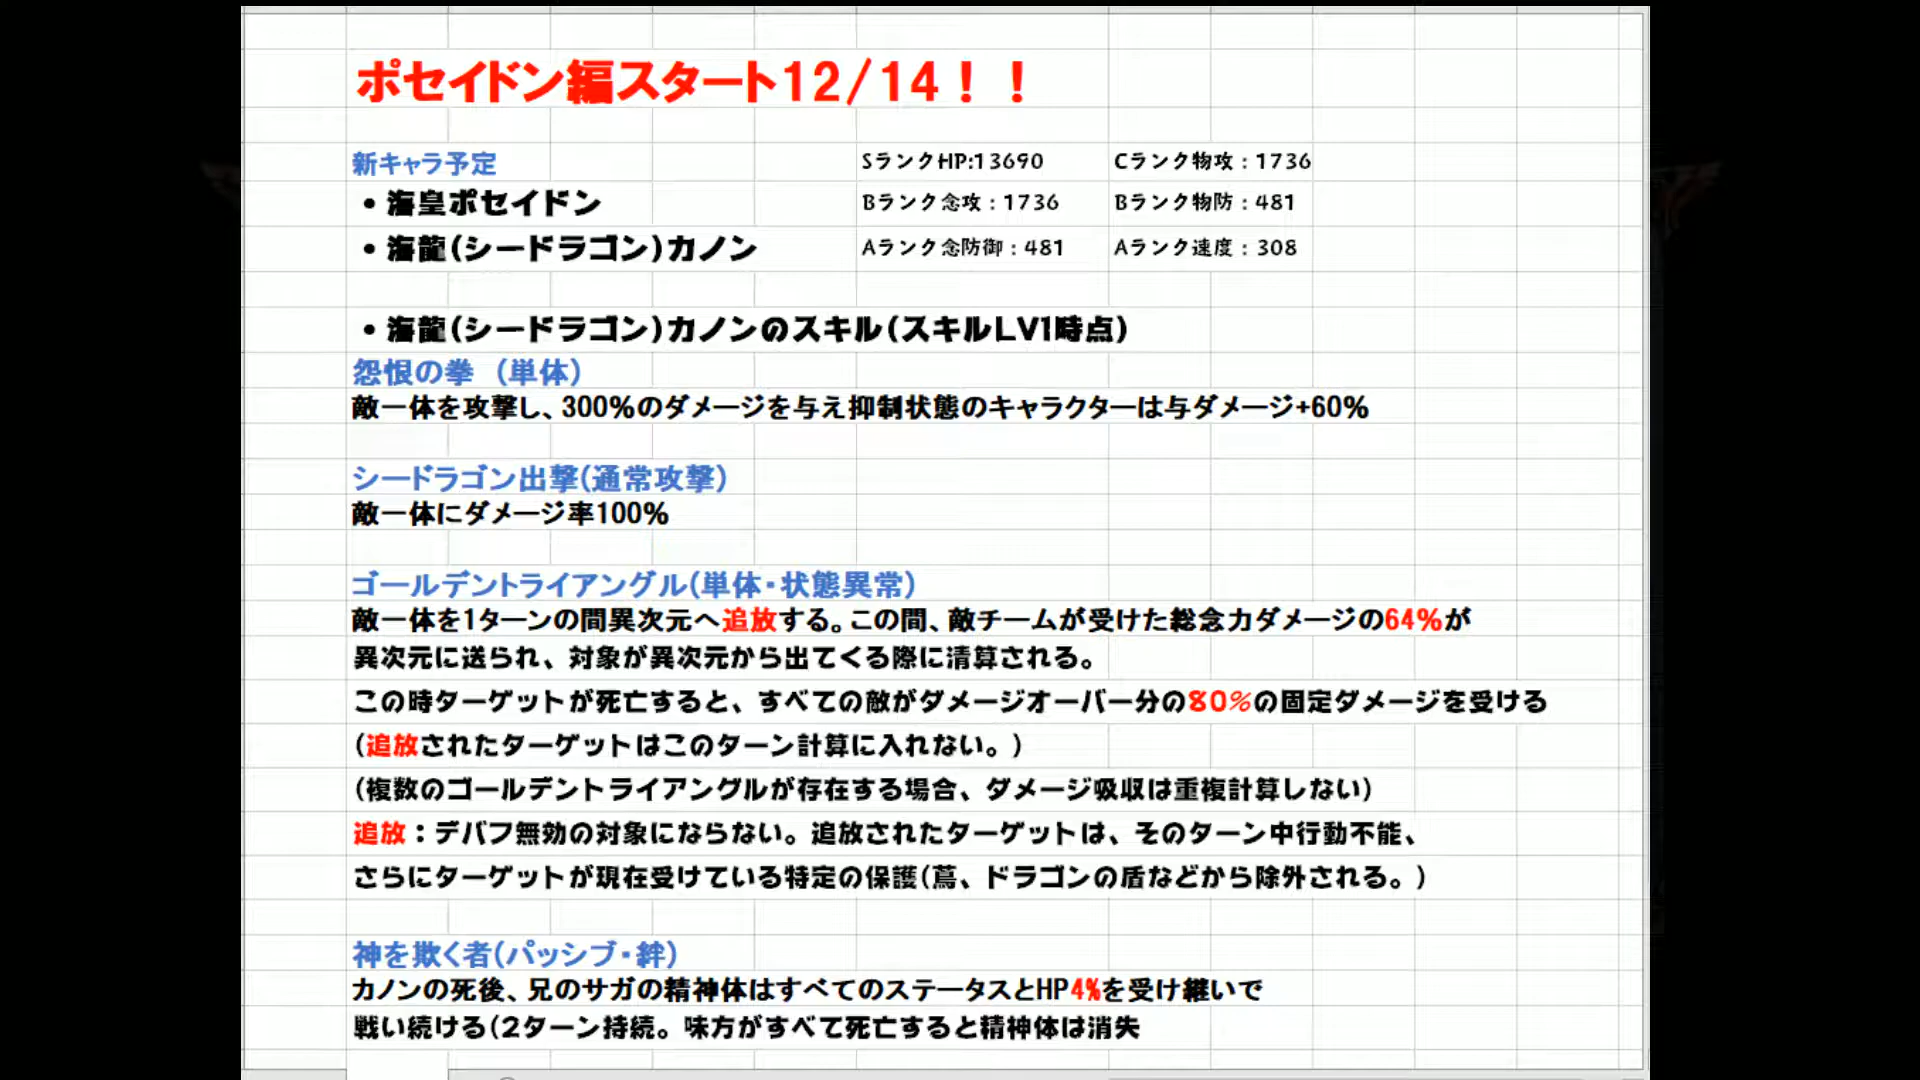 ポセイドン編スタート12/14！！
新キャラ予定 SランクHP:13690 Cランク物攻：1736
・海皇ポセイドン Bランク念攻：1736 Bランク物防：481
・海龍（シードラゴン）カノン Aランク念防御：481 Aランク速度：308
・海龍（シードラゴン）カノンのスキル（スキルLV1時点）
怨恨の拳　（単体）
敵一体を攻撃し、300%のダメージを与え抑制状態のキャラクターは与ダメージ+60%
シードラゴン出撃（通常攻撃）
敵一体にダメージ率100%
ゴールデントライアングル（単体・状態異常）
敵一体を1ターンの間異次元へ追放する。この間、敵チームが受けた総念力ダメージの64%が
異次元に送られ、対象が異次元から出てくる際に清算される。
この時ターゲットが死亡すると、すべての敵がダメージオーバー分の80%の固定ダメージを受ける
（追放されたターゲットはこのターン計算に入れない。）
（複数のゴールデントライアングルが存在する場合、ダメージ吸収は重複計算しない）
追放：デバフ無効の対象にならない。追放されたターゲットは、そのターン中行動不能、
さらにターゲットが現在受けている特定の保護（蔦、ドラゴンの盾などから除外される。）
神を欺く者（パッシブ・絆）
カノンの死後、兄のサガの精神体はすべてのステータスとHP4%を受け継いで
戦い続ける（２ターン持続。味方がすべて死亡すると精神体は消失